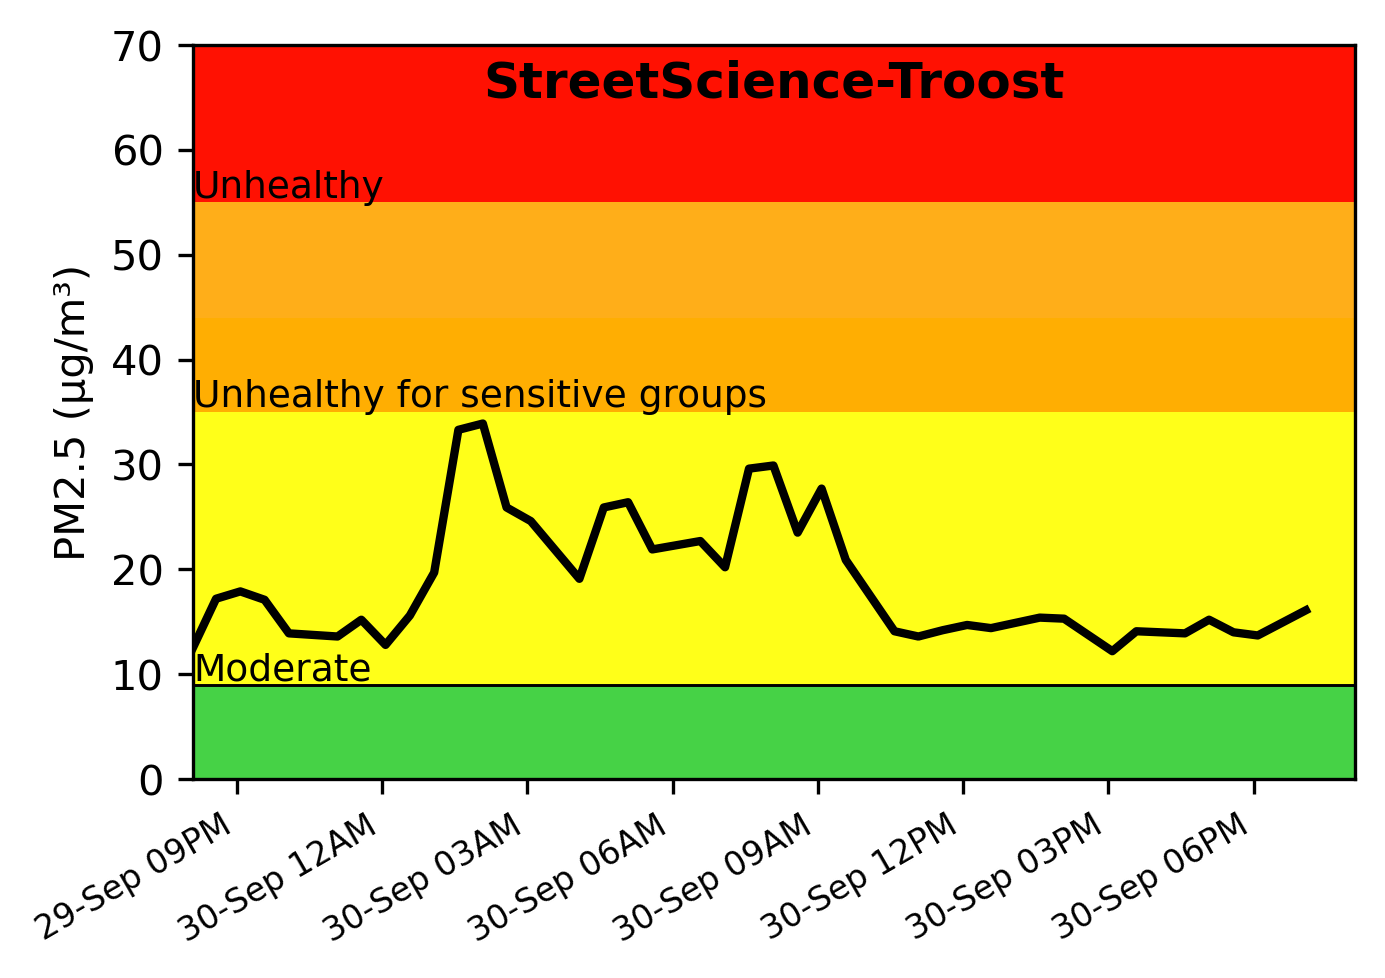 StreetScience-Troost
70
60
50
40
30
20
10
0
PM2.5 (μg/m³)
Unhealthy
Unhealthy for sensitive groups
Moderate
29-Sep 09PM
30-Sep 12AM
30-Sep 03AM
30-Sep 06AM
30-Sep 09AM
30-Sep 12PM
30-Sep 03PM
30-Sep 06PM